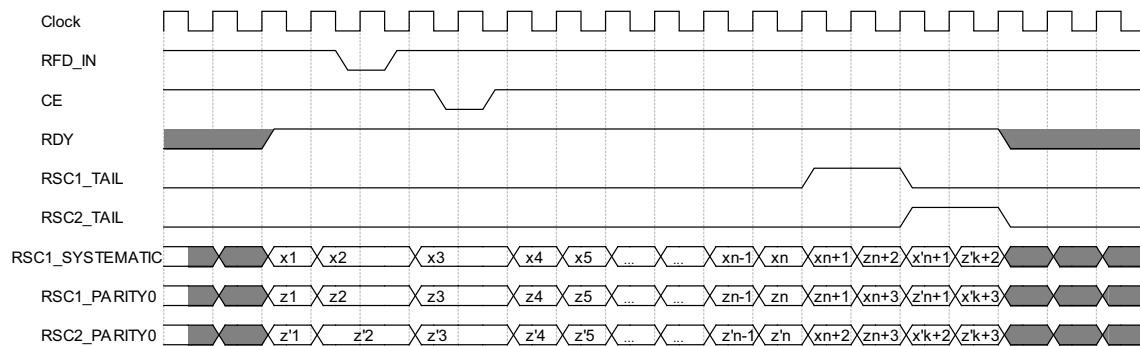 Clock
RFD_IN
CE
RDY
RSC1_TAIL
RSC2_TAIL
RSC1_SYSTEMATIC x1 x2 x3 x4 x5 ... ... xn-1 xn xn+1 zn+2 x'n+1 z'k+2
RSC1_PARITY0 z1 z2 z3 z4 z5 ... ... zn-1 zn zn+1 xn+3 z'n+1 x'k+3
RSC2_PARITY0 z'1 z'2 z'3 z'4 z'5 ... ... z'n-1 z'n xn+2 zn+3 x'k+2 z'k+3